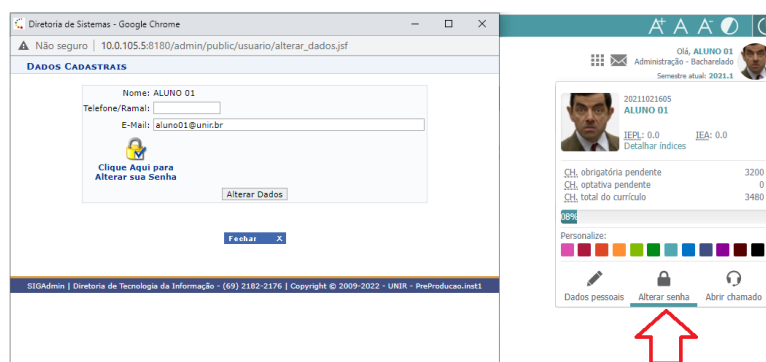 Diretoria de Sistemas - Google Chrome
Não seguro | 10.0.105.5:8180/admin/public/usuario/alterar_dados.jsf
DADOS CADASTRAIS
Nome: ALUNO 01
Telefone/Ramal:
E-Mail: aluno01@unir.br
Clique Aqui para
Alterar sua Senha
Alterar Dados
Fechar X
SIGAdmin | Diretoria de Tecnologia da Informação - (69) 2182-2176 | Copyright © 2009-2022 - UNIR - PreProducao.inst1
A+ A A-
Olá, ALUNO 01
Administração - Bacharelado
Semestre atual: 2021.1
20211021605
ALUNO 01
IEPL: 0.0 IEA: 0.0
Detalhar índices
CH. obrigatória pendente 3200
CH. optativa pendente 0
CH. total do currículo 3480
08%
Personalize:
Dados pessoais Alterar senha Abrir chamado